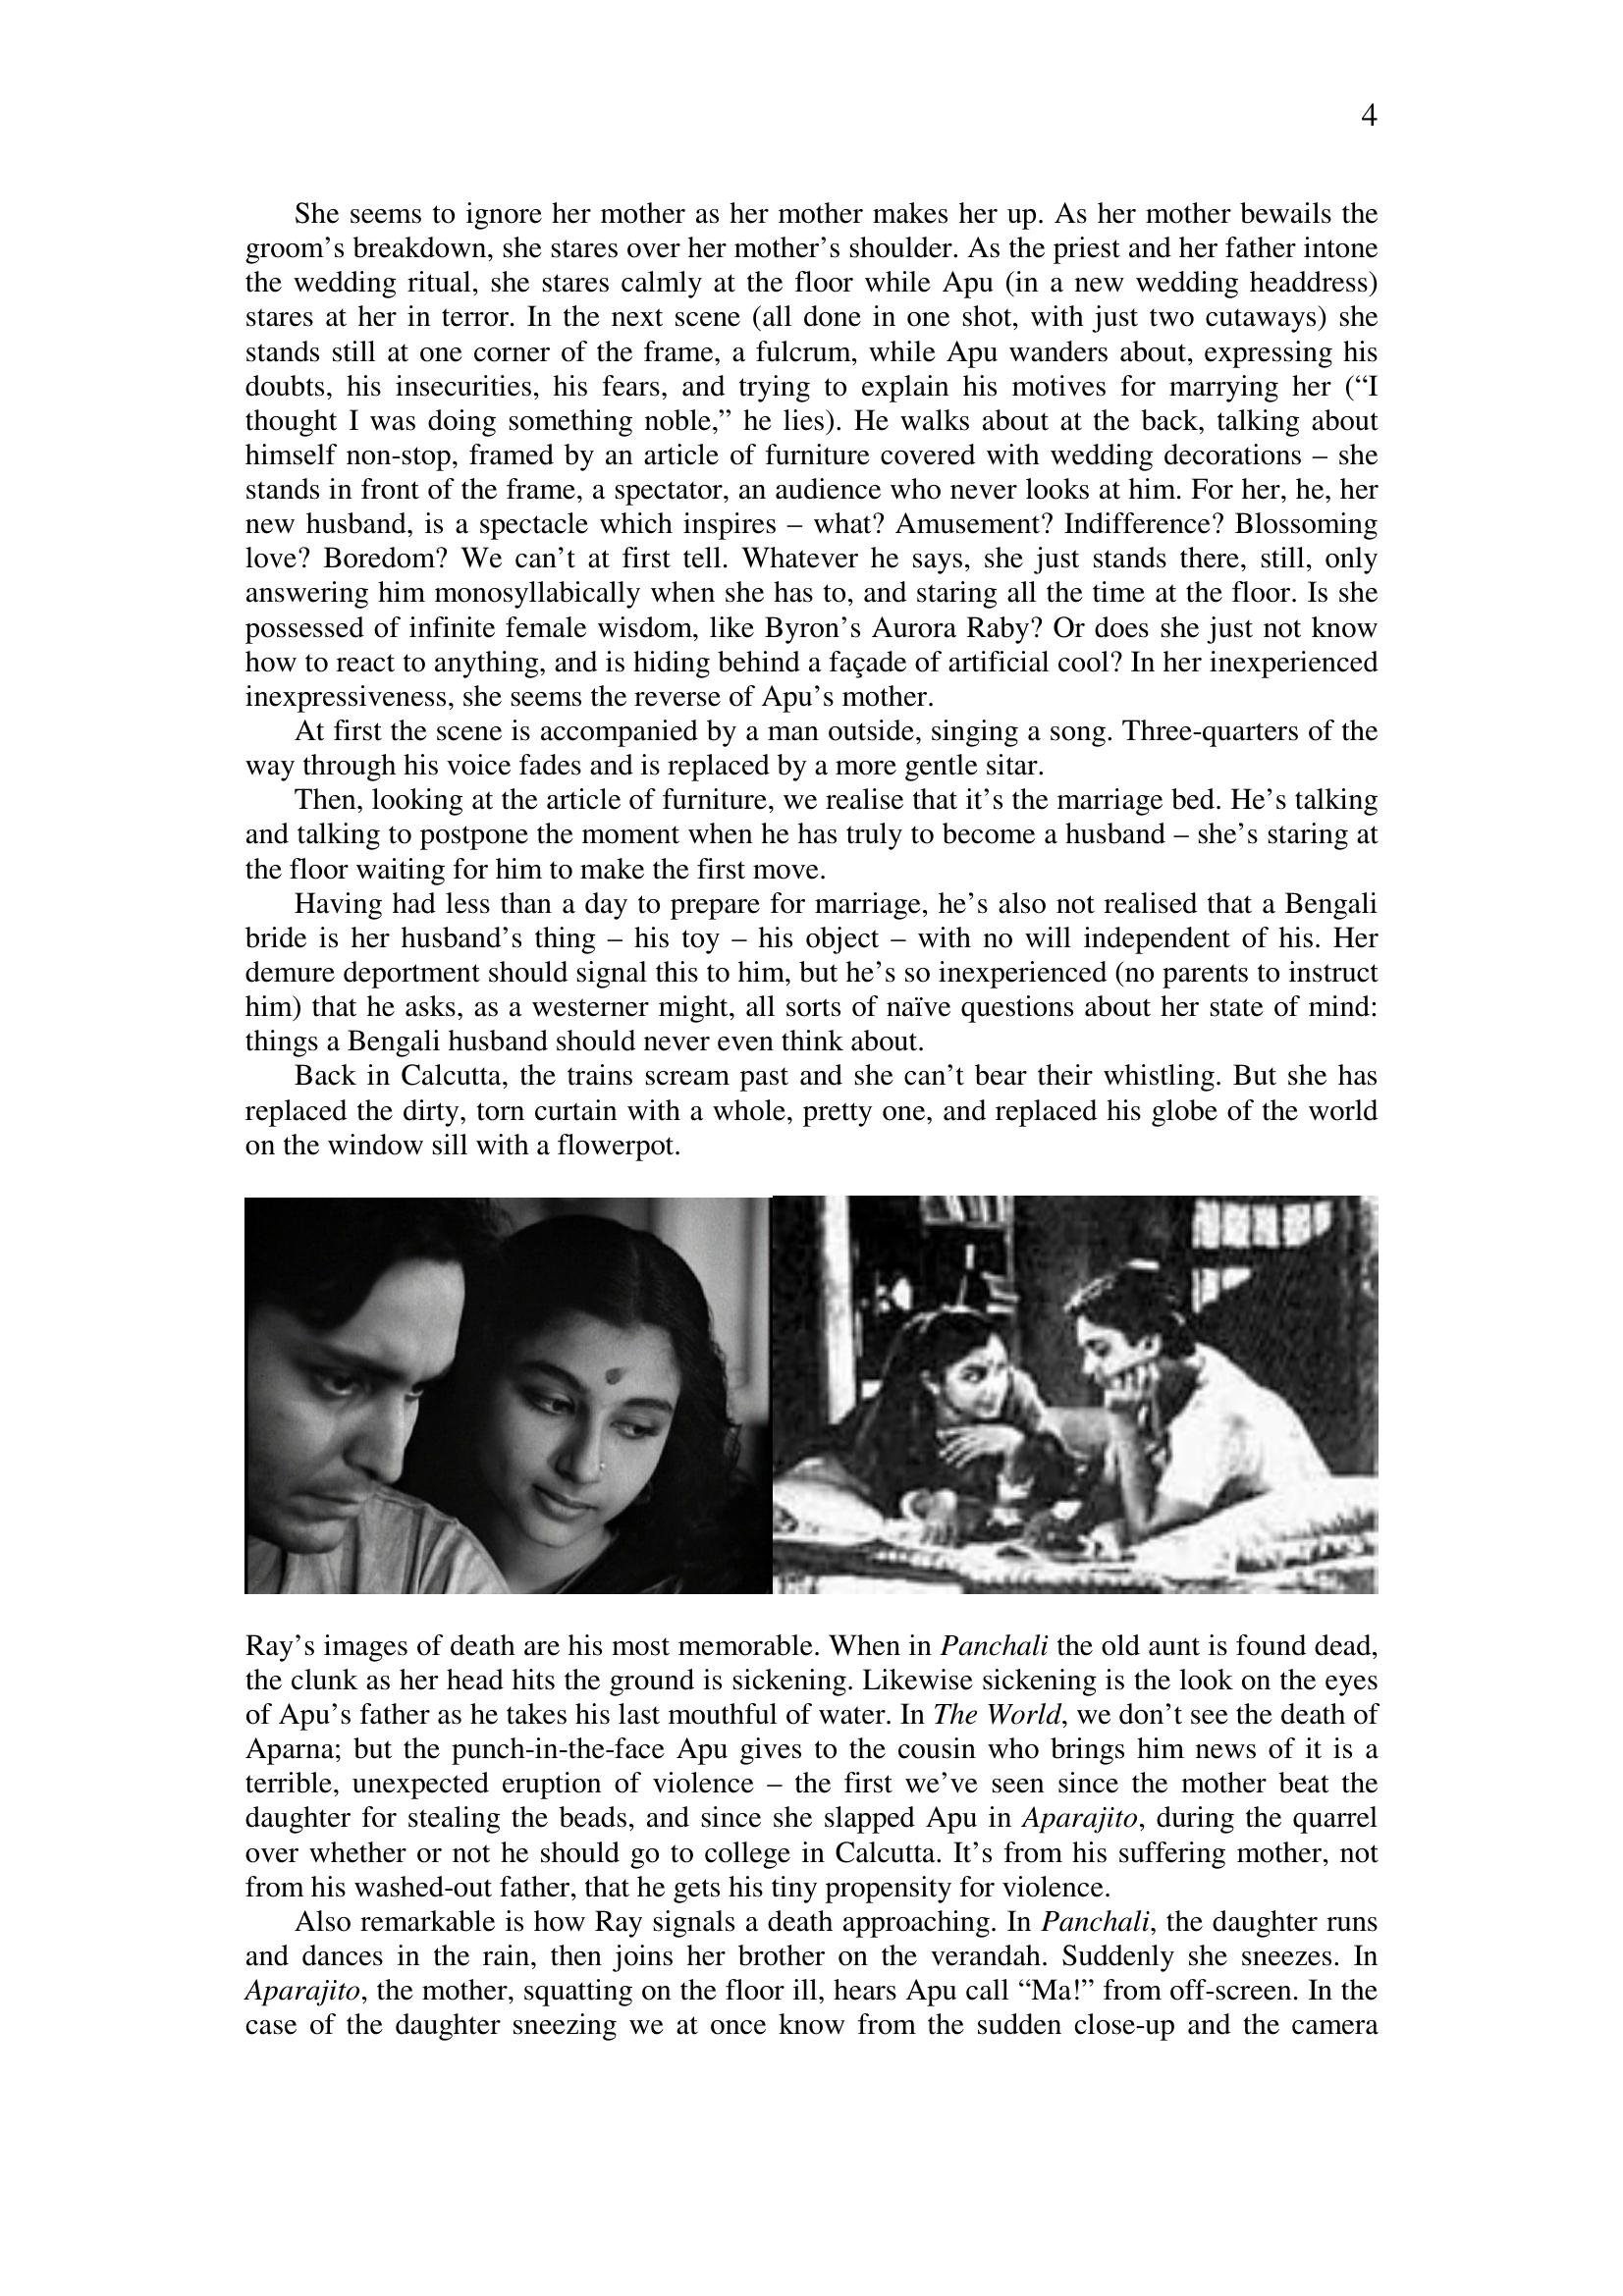 4
She seems to ignore her mother as her mother makes her up. As her mother bewails the
groom’s breakdown, she stares over her mother’s shoulder. As the priest and her father intone
the wedding ritual, she stares calmly at the floor while Apu (in a new wedding headdress)
stares at her in terror. In the next scene (all done in one shot, with just two cutaways) she
stands still at one corner of the frame, a fulcrum, while Apu wanders about, expressing his
doubts, his insecurities, his fears, and trying to explain his motives for marrying her (“I
thought I was doing something noble,” he lies). He walks about at the back, talking about
himself non-stop, framed by an article of furniture covered with wedding decorations – she
stands in front of the frame, a spectator, an audience who never looks at him. For her, he, her
new husband, is a spectacle which inspires – what? Amusement? Indifference? Blossoming
love? Boredom? We can’t at first tell. Whatever he says, she just stands there, still, only
answering him monosyllabically when she has to, and staring all the time at the floor. Is she
possessed of infinite female wisdom, like Byron’s Aurora Raby? Or does she just not know
how to react to anything, and is hiding behind a façade of artificial cool? In her inexperienced
inexpressiveness, she seems the reverse of Apu’s mother.
At first the scene is accompanied by a man outside, singing a song. Three-quarters of the
way through his voice fades and is replaced by a more gentle sitar.
Then, looking at the article of furniture, we realise that it’s the marriage bed. He’s talking
and talking to postpone the moment when he has truly to become a husband – she’s staring at
the floor waiting for him to make the first move.
Having had less than a day to prepare for marriage, he’s also not realised that a Bengali
bride is her husband’s thing – his toy – his object – with no will independent of his. Her
demure deportment should signal this to him, but he’s so inexperienced (no parents to instruct
him) that he asks, as a westerner might, all sorts of naïve questions about her state of mind:
things a Bengali husband should never even think about.
Back in Calcutta, the trains scream past and she can’t bear their whistling. But she has
replaced the dirty, torn curtain with a whole, pretty one, and replaced his globe of the world
on the window sill with a flowerpot.
Ray’s images of death are his most memorable. When in Panchali the old aunt is found dead,
the clunk as her head hits the ground is sickening. Likewise sickening is the look on the eyes
of Apu’s father as he takes his last mouthful of water. In The World, we don’t see the death of
Aparna; but the punch-in-the-face Apu gives to the cousin who brings him news of it is a
terrible, unexpected eruption of violence – the first we’ve seen since the mother beat the
daughter for stealing the beads, and since she slapped Apu in Aparajito, during the quarrel
over whether or not he should go to college in Calcutta. It’s from his suffering mother, not
from his washed-out father, that he gets his tiny propensity for violence.
Also remarkable is how Ray signals a death approaching. In Panchali, the daughter runs
and dances in the rain, then joins her brother on the verandah. Suddenly she sneezes. In
Aparajito, the mother, squatting on the floor ill, hears Apu call “Ma!” from off-screen. In the
case of the daughter sneezing we at once know from the sudden close-up and the camera